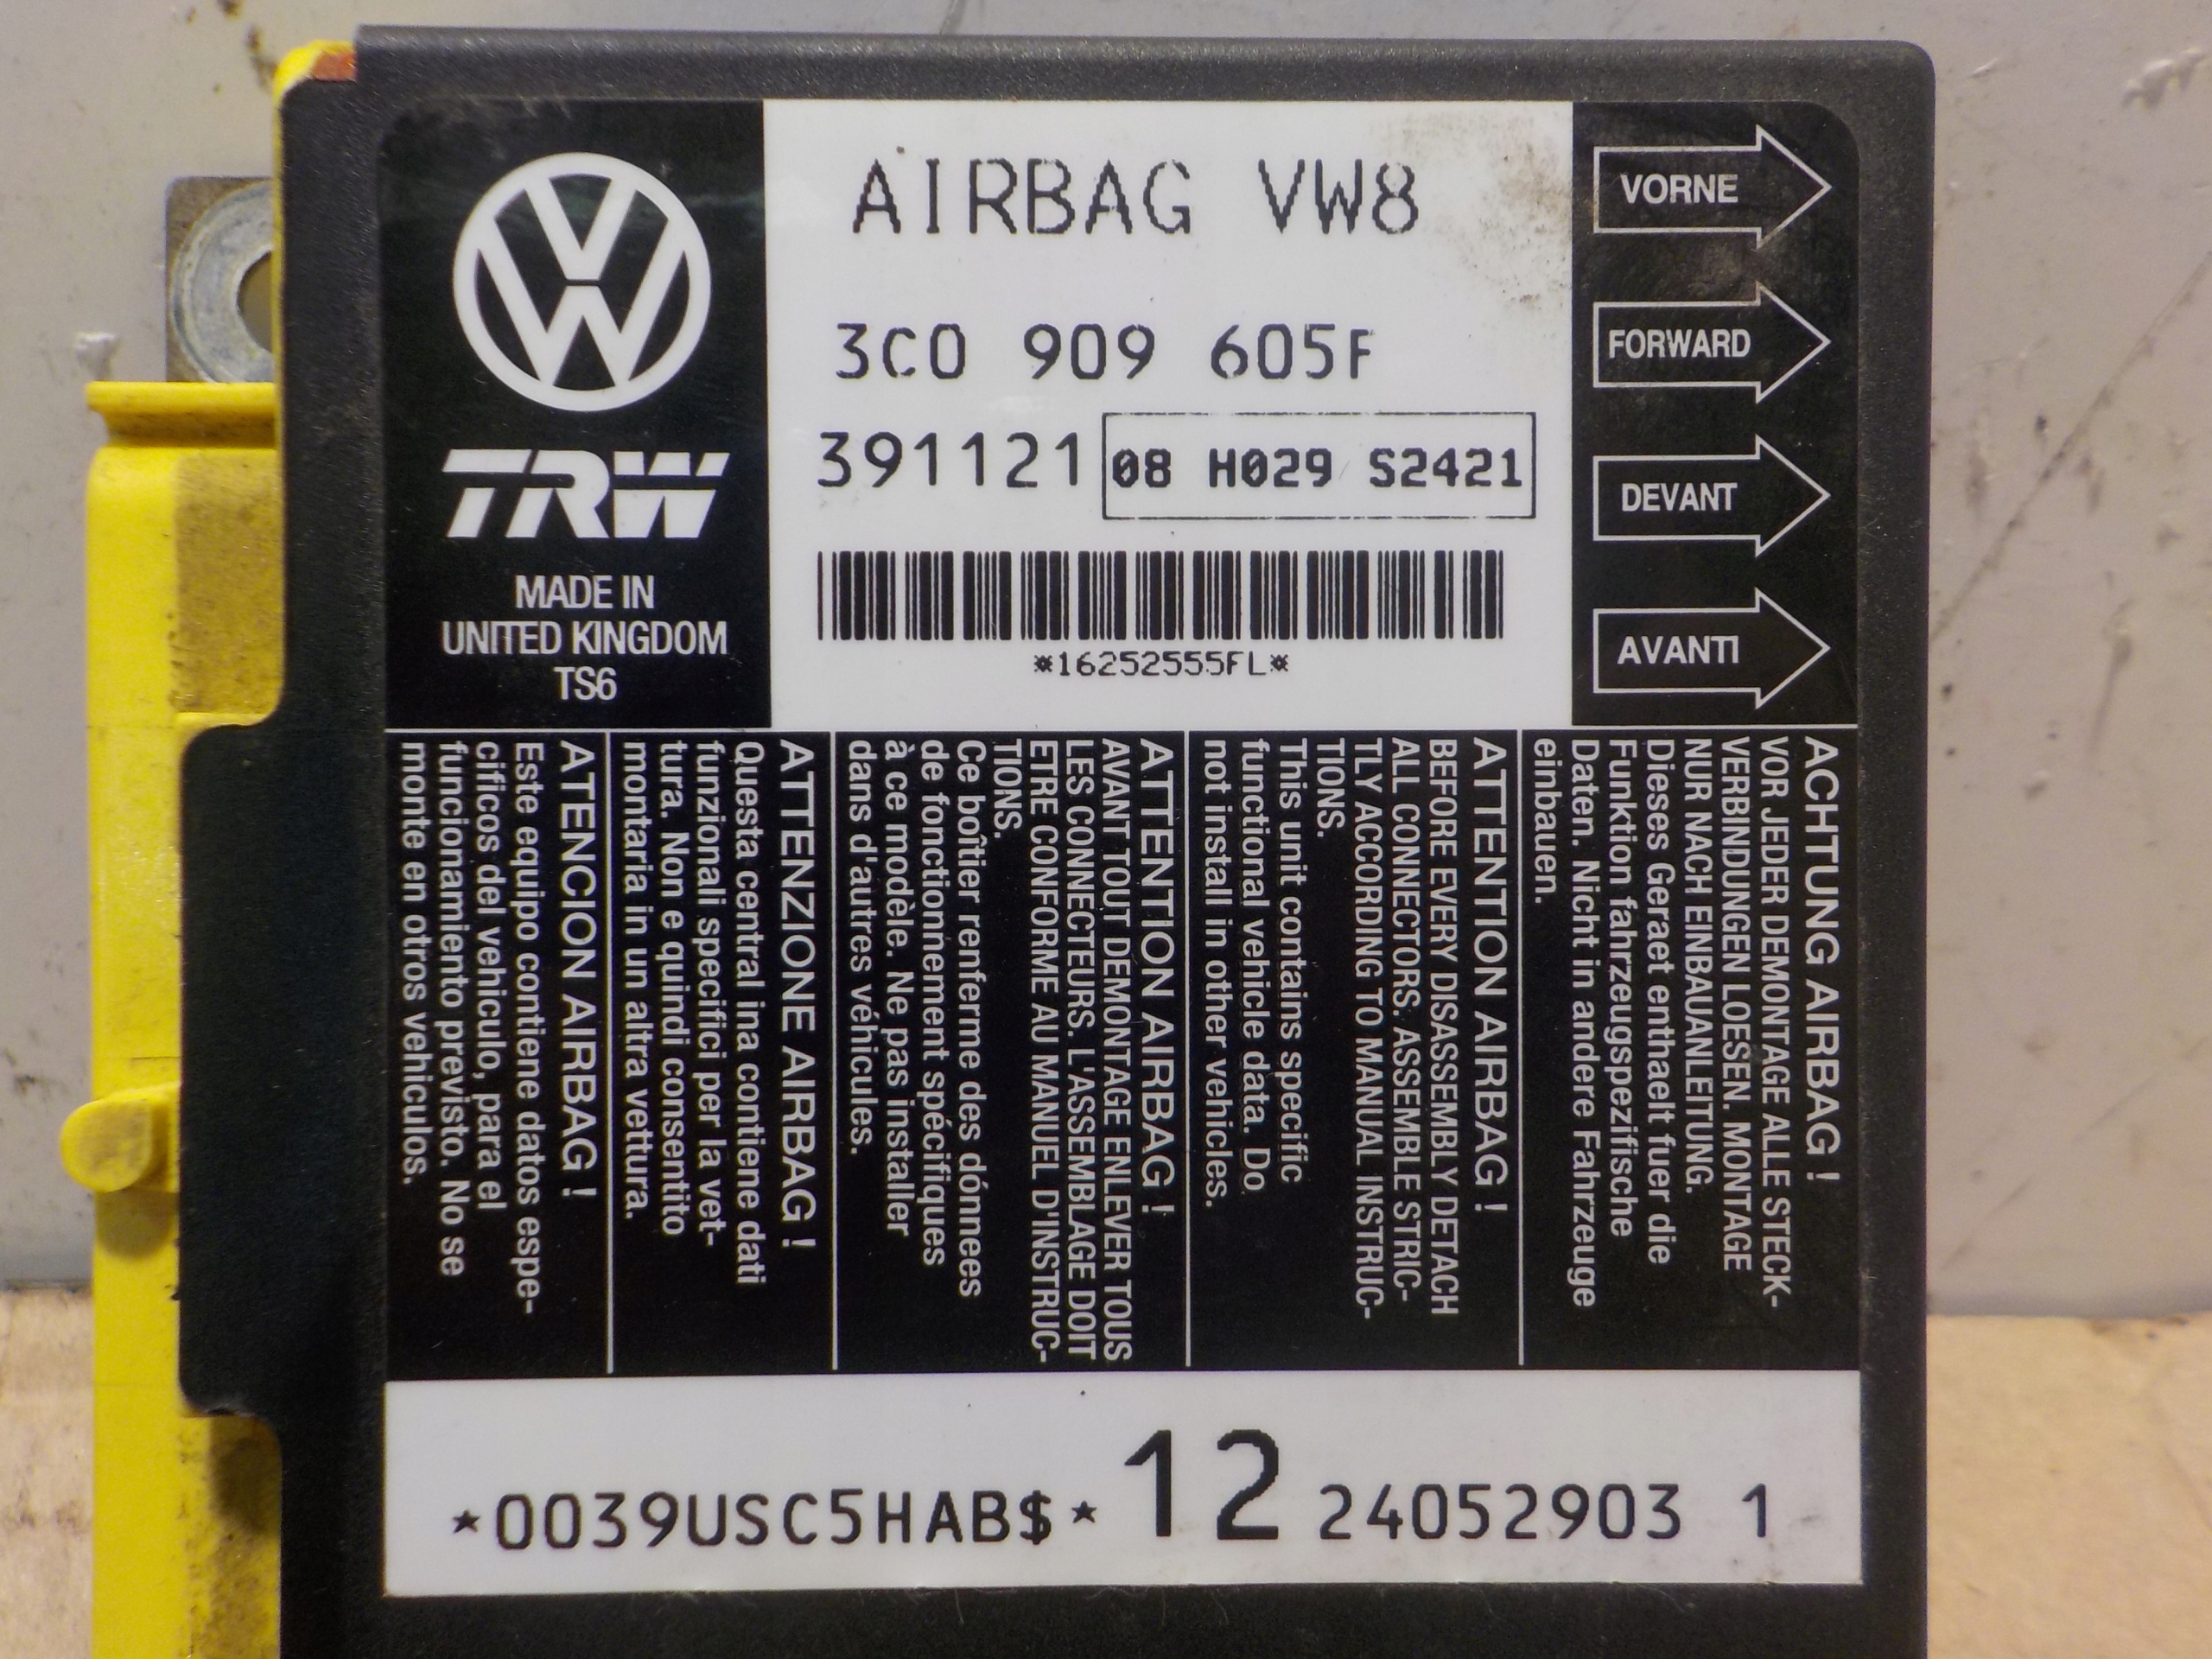 AIRBAG VW8
3C0 909 605F
391121 08 H029 S2421
*16252555FL*
TRW
MADE IN
UNITED KINGDOM
TS6
VORNE
FORWARD
DEVANT
AVANTI
ACHTUNG AIRBAG !
VOR JEDER DEMONTAGE ALLE STECK-
VERBINDUNGEN LOESEN. MONTAGE
NUR NACH EINBAUANLEITUNG.
Dieses Geraet enthaelt fuer die
Funktion fahrzeugspezifische
Daten. Nicht in andere Fahrzeuge
einbauen.
ATTENTION AIRBAG !
BEFORE EVERY DISASSEMBLY DETACH
ALL CONNECTORS. ASSEMBLE STRIC-
TLY ACCORDING TO MANUAL INSTRUC-
TIONS.
This unit contains specific
functional vehicle data. Do
not install in other vehicles.
ATTENTION AIRBAG !
AVANT TOUT DEMONTAGE ENLEVER TOUS
LES CONNECTEURS. L'ASSEMBLAGE DOIT
ETRE CONFORME AU MANUEL D'INSTRUC-
TIONS.
Ce boîtier renferme des dónnees
de fonctionnement spécifiques
à ce modèle. Ne pas installer
dans d'autres véhicules.
ATTENZIONE AIRBAG !
Questa central ina contiene dati
funzionali specifici per la vet-
tura. Non e quindi consentito
montaria in un altra vettura.
ATENCION AIRBAG !
Este equipo contiene datos espe-
cificos del vehiculo, para el
funcionamiento previsto. No se
monte en otros vehiculos.
*0039USC5HAB$* 12 24052903 1